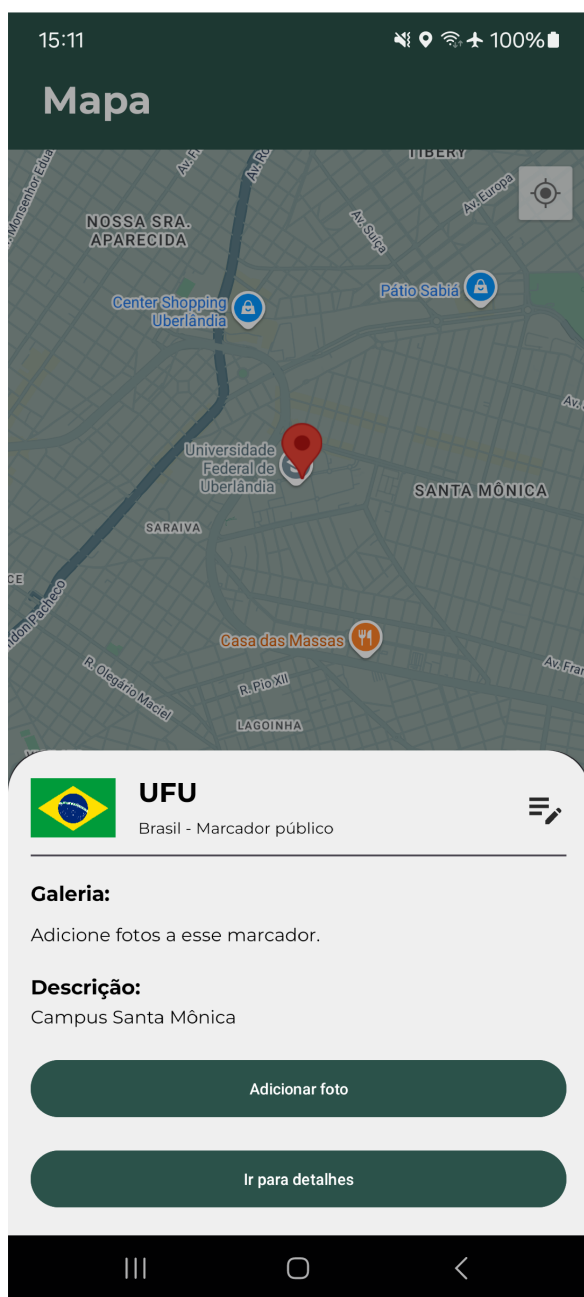 15:11
100%
Mapa
TIBERY
Av. Europa
NOSSA SRA.
APARECIDA
Av. Suíça
Center Shopping
Uberlândia
Pátio Sabiá
Universidade
Federal de
Uberlândia
SANTA MÔNICA
SARAIVA
Casa das Massas
R. Olegário Maciel
R. Pio XII
LAGOINHA
UFU
Brasil - Marcador público
Galeria:
Adicione fotos a esse marcador.
Descrição:
Campus Santa Mônica
Adicionar foto
Ir para detalhes